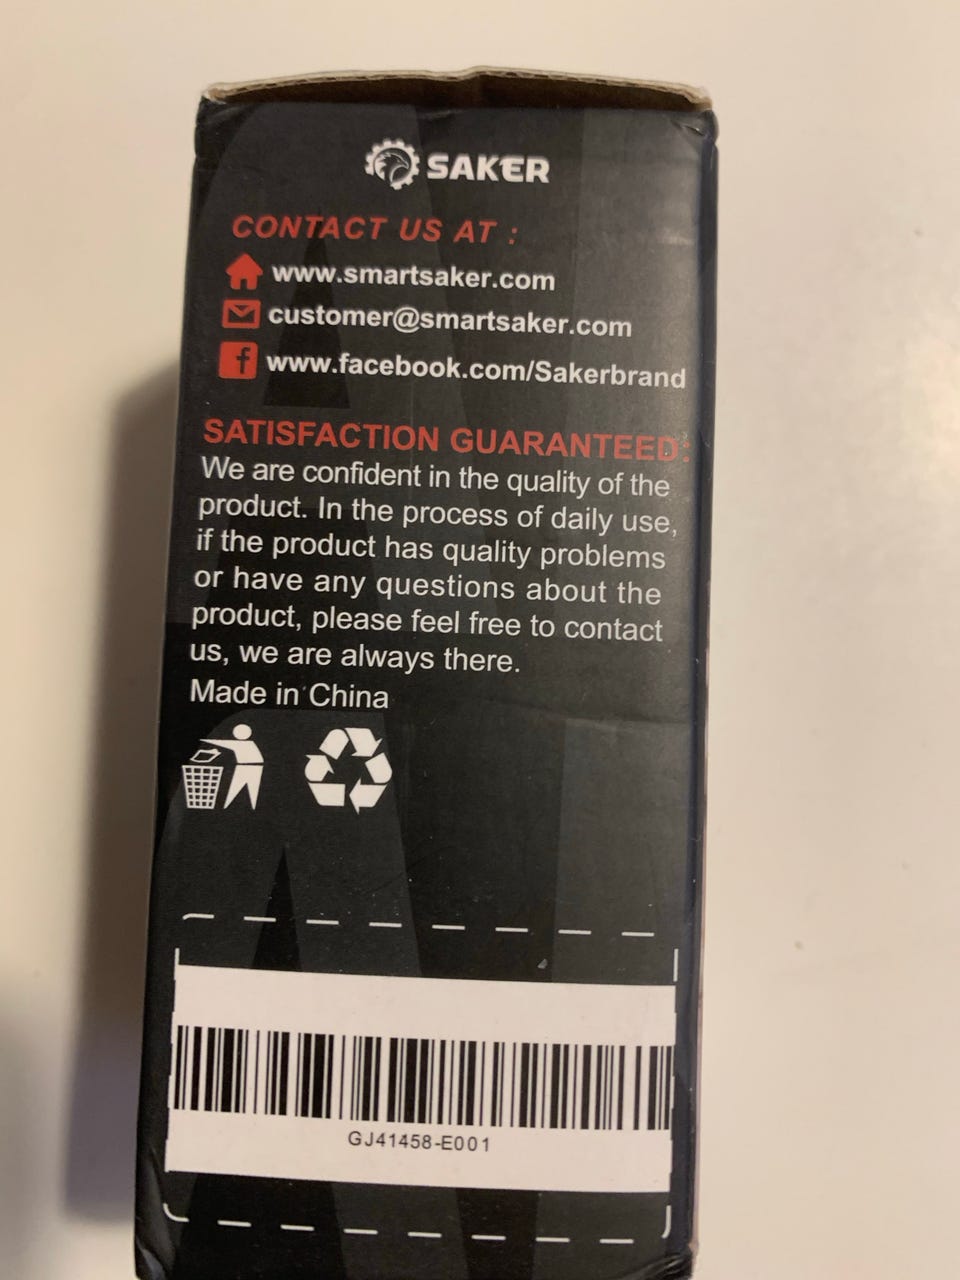 SAKER
CONTACT US AT :
www.smartsaker.com
customer@smartsaker.com
f www.facebook.com/Sakerbrand
SATISFACTION GUARANTEED:
We are confident in the quality of the
product. In the process of daily use,
if the product has quality problems
or have any questions about the
product, please feel free to contact
us, we are always there.
Made in China
GJ41458-E001